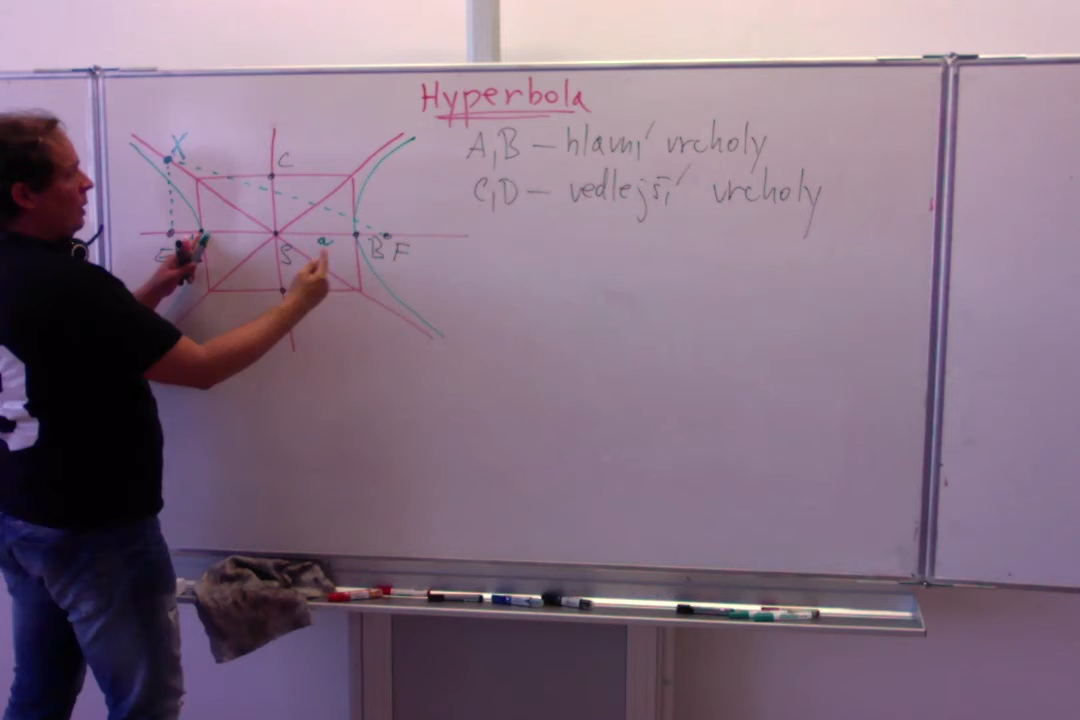 Hyperbola
A,B – hlavní vrcholy
C,D – vedlejší vrcholy
X
C
E
S
a
B F